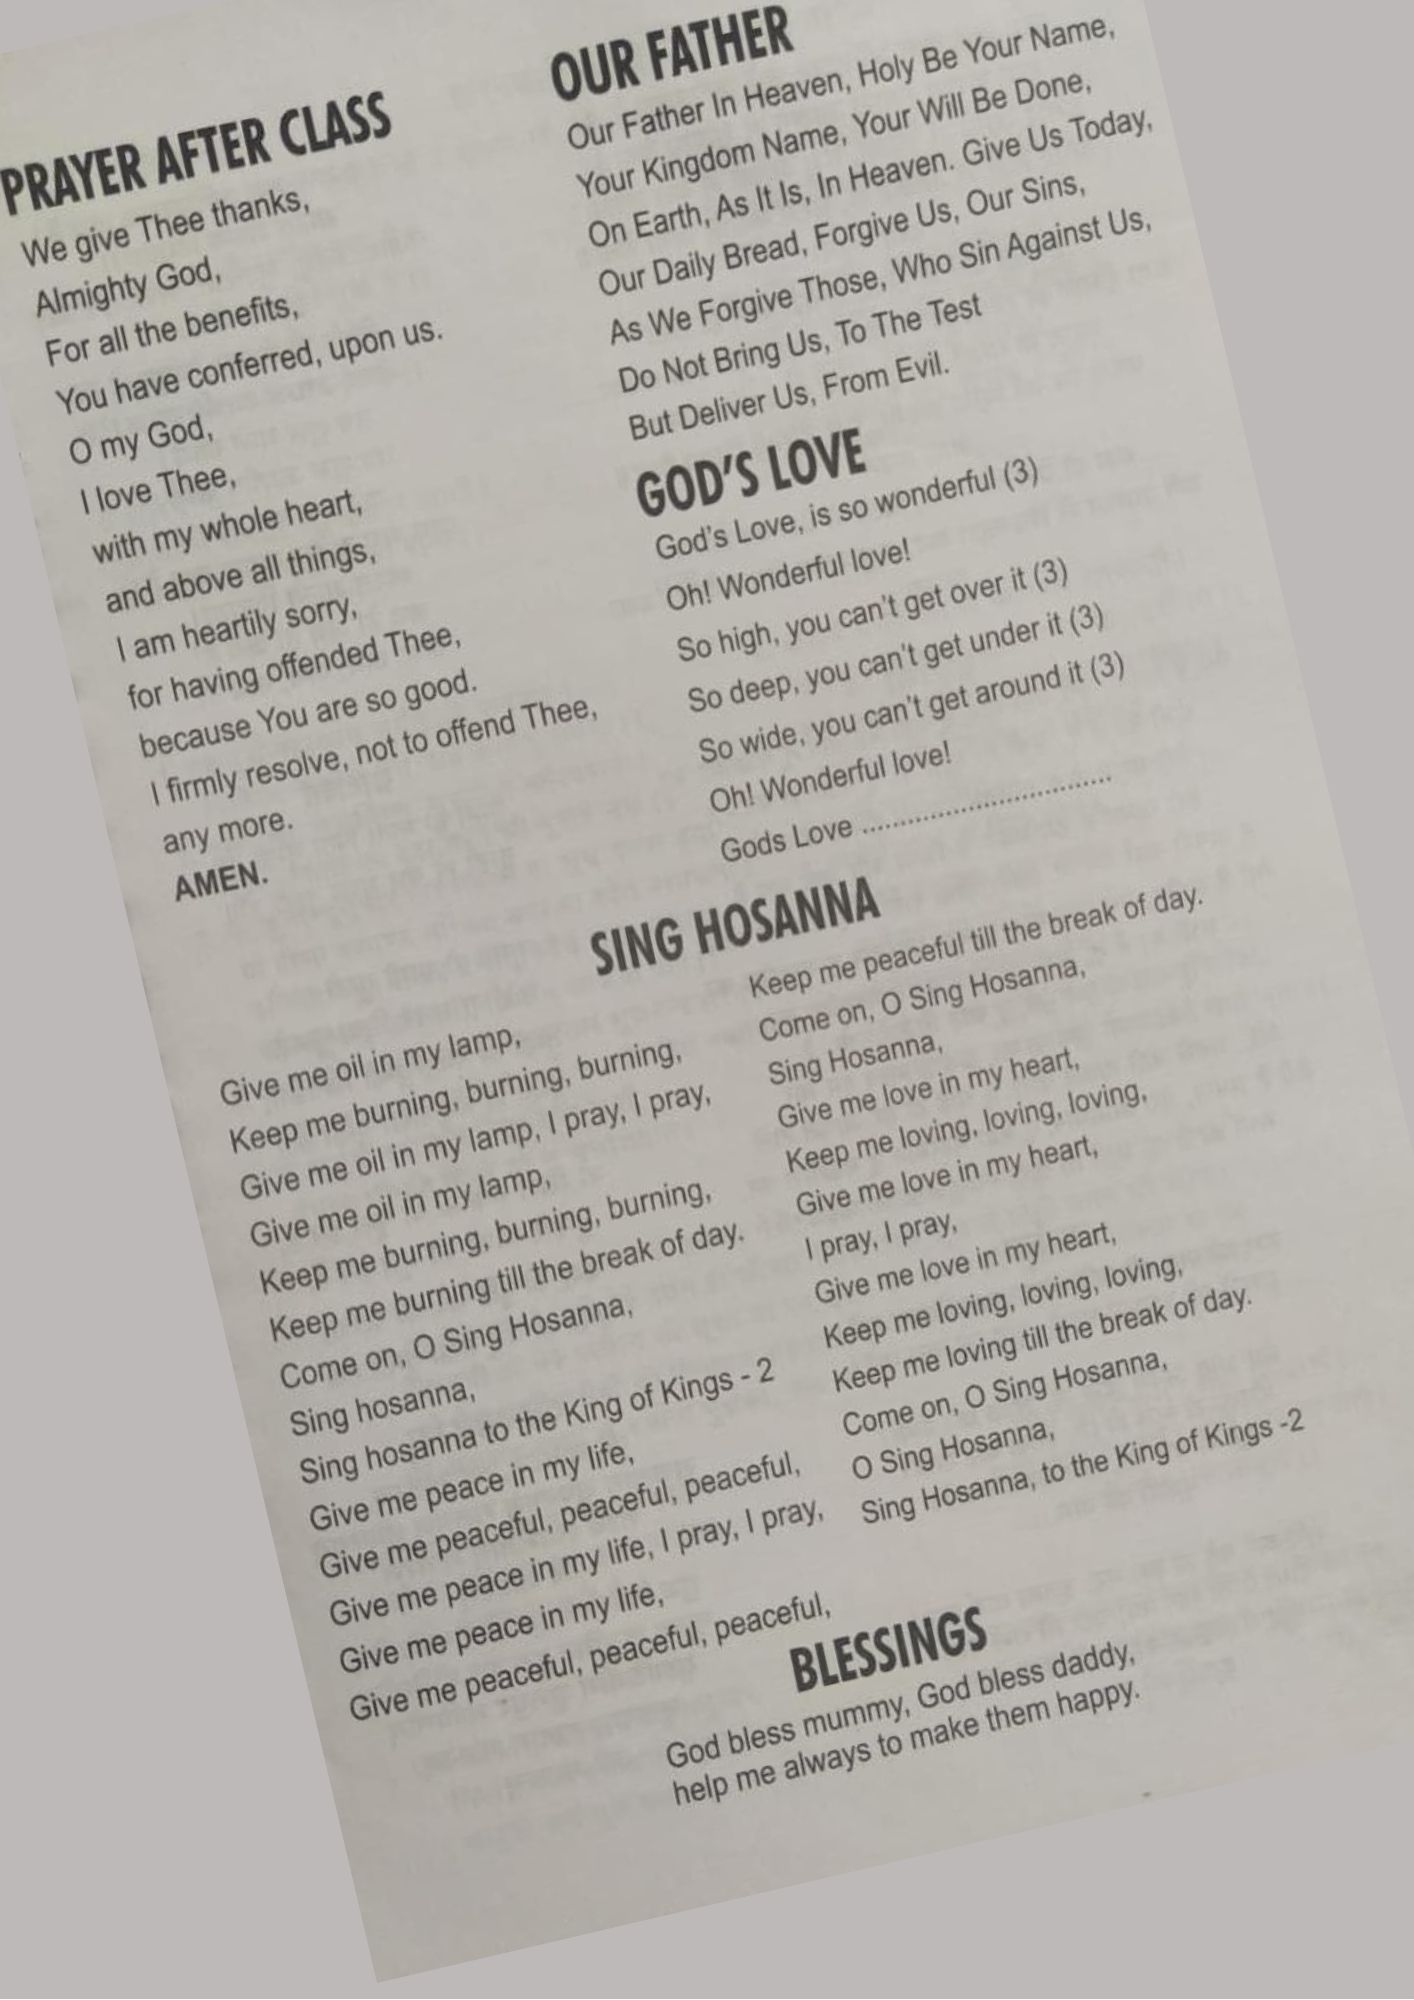 PRAYER AFTER CLASS
We give Thee thanks,
Almighty God,
For all the benefits,
You have conferred, upon us.
O my God,
I love Thee,
with my whole heart,
and above all things,
I am heartily sorry,
for having offended Thee,
because You are so good.
I firmly resolve, not to offend Thee,
any more.
AMEN.
OUR FATHER
Our Father In Heaven, Holy Be Your Name,
Your Kingdom Name, Your Will Be Done,
On Earth, As It Is, In Heaven. Give Us Today,
Our Daily Bread, Forgive Us, Our Sins,
As We Forgive Those, Who Sin Against Us,
Do Not Bring Us, To The Test
But Deliver Us, From Evil.
GOD'S LOVE
God's Love, is so wonderful (3)
Oh! Wonderful love!
So high, you can't get over it (3)
So deep, you can't get under it (3)
So wide, you can't get around it (3)
Oh! Wonderful love!
Gods Love ..................................
SING HOSANNA
Give me oil in my lamp,
Keep me burning, burning, burning,
Give me oil in my lamp, I pray, I pray,
Give me oil in my lamp,
Keep me burning, burning, burning,
Keep me burning till the break of day.
Come on, O Sing Hosanna,
Sing hosanna,
Sing hosanna to the King of Kings - 2
Give me peace in my life,
Give me peaceful, peaceful, peaceful,
Give me peace in my life, I pray, I pray,
Give me peace in my life,
Give me peaceful, peaceful, peaceful,
Keep me peaceful till the break of day.
Come on, O Sing Hosanna,
Sing Hosanna,
Give me love in my heart,
Keep me loving, loving, loving,
Give me love in my heart,
I pray, I pray,
Give me love in my heart,
Keep me loving, loving, loving,
Keep me loving till the break of day.
Come on, O Sing Hosanna,
O Sing Hosanna,
Sing Hosanna, to the King of Kings -2
BLESSINGS
God bless mummy, God bless daddy,
help me always to make them happy.